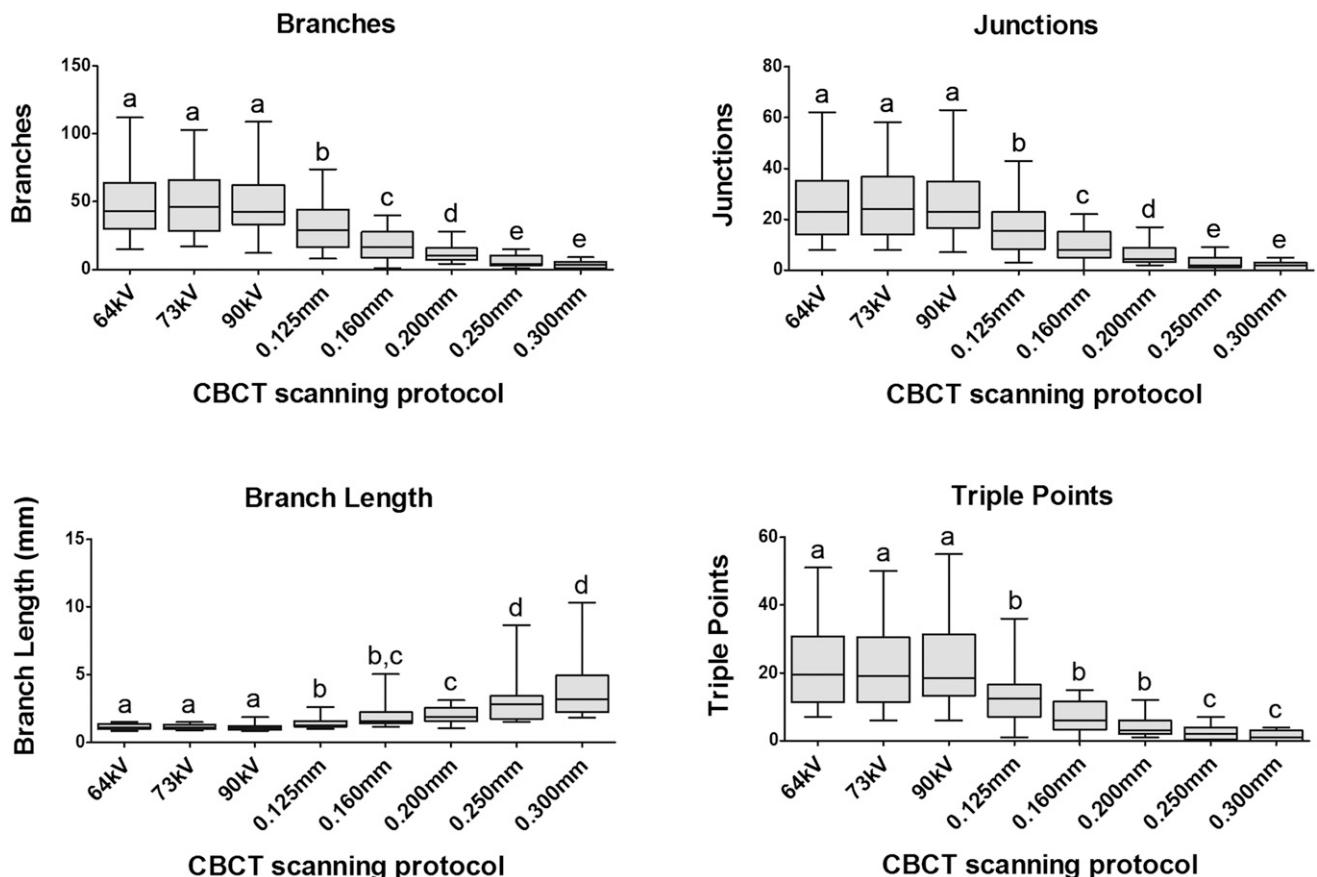 Branches
Branches
150
100
50
0
a a a b c d e e
64kV 73kV 90kV 0.125mm 0.160mm 0.200mm 0.250mm 0.300mm
CBCT scanning protocol
Junctions
Junctions
80
60
40
20
0
a a a b c d e e
64kV 73kV 90kV 0.125mm 0.160mm 0.200mm 0.250mm 0.300mm
CBCT scanning protocol
Branch Length
Branch Length (mm)
15
10
5
0
a a a b b,c c d d
64kV 73kV 90kV 0.125mm 0.160mm 0.200mm 0.250mm 0.300mm
CBCT scanning protocol
Triple Points
Triple Points
60
40
20
0
a a a b b b c c
64kV 73kV 90kV 0.125mm 0.160mm 0.200mm 0.250mm 0.300mm
CBCT scanning protocol